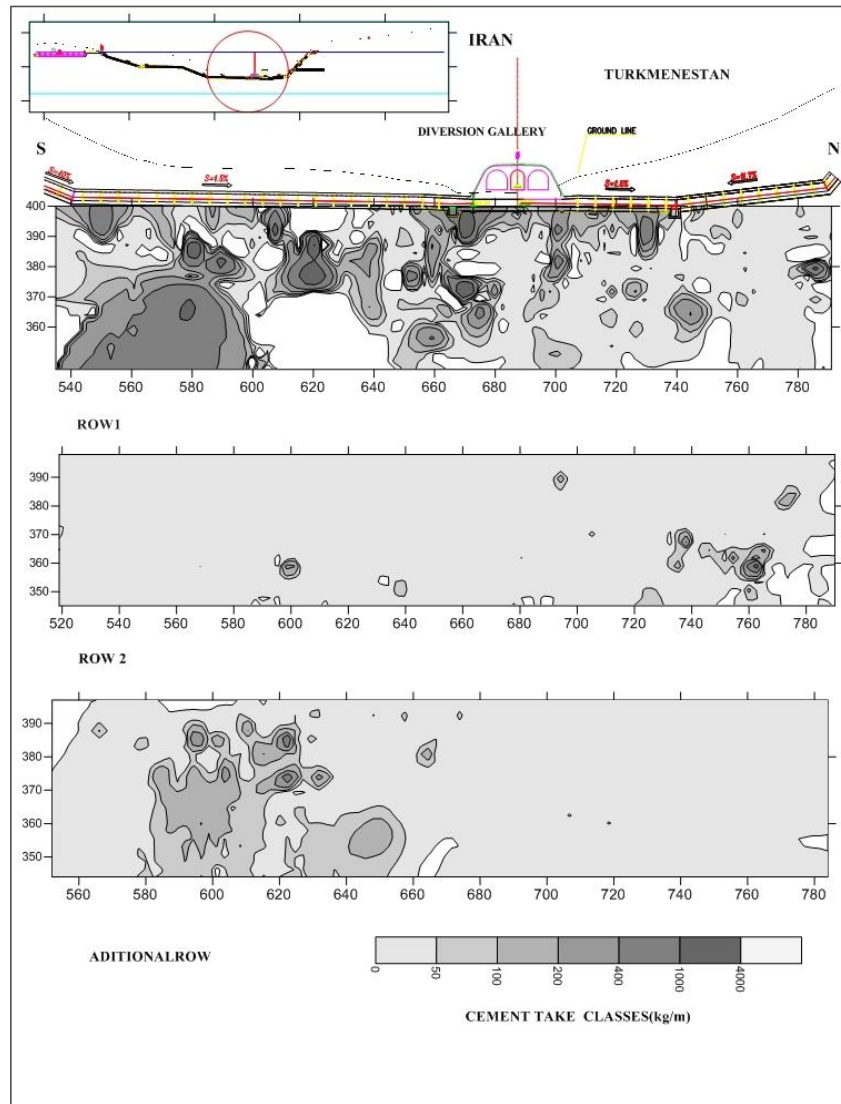 IRAN
TURKMENESTAN
DIVERSION GALLERY
GROUND LINE
S
N
S=1.5%
400
390
380
370
360
540 560 580 600 620 640 660 680 700 720 740 760 780
ROW1
390
380
370
360
350
520 540 560 580 600 620 640 660 680 700 720 740 760 780
ROW 2
390
380
370
360
350
560 580 600 620 640 660 680 700 720 740 760 780
ADITIONALROW
0 50 100 200 400 1000 4000
CEMENT TAKE CLASSES(kg/m)